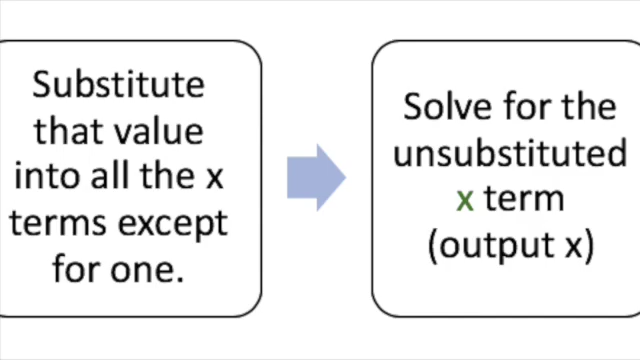 Substitute
that value
into all the x
terms except
for one.
Solve for the
unsubstituted
x term
(output x)